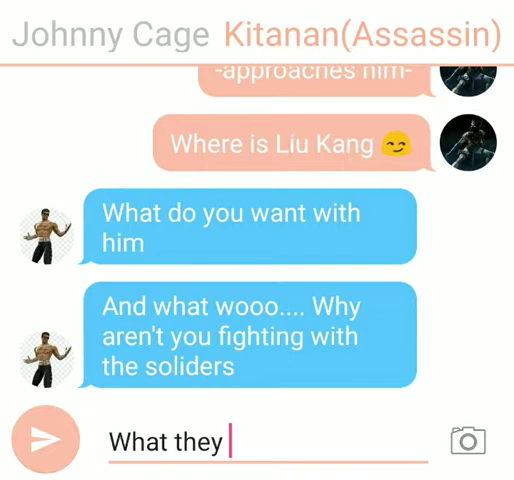 Johnny Cage Kitanan(Assassin)
-approaches him-
Where is Liu Kang 😏
What do you want with
him
And what wooo.... Why
aren't you fighting with
the soliders
What they